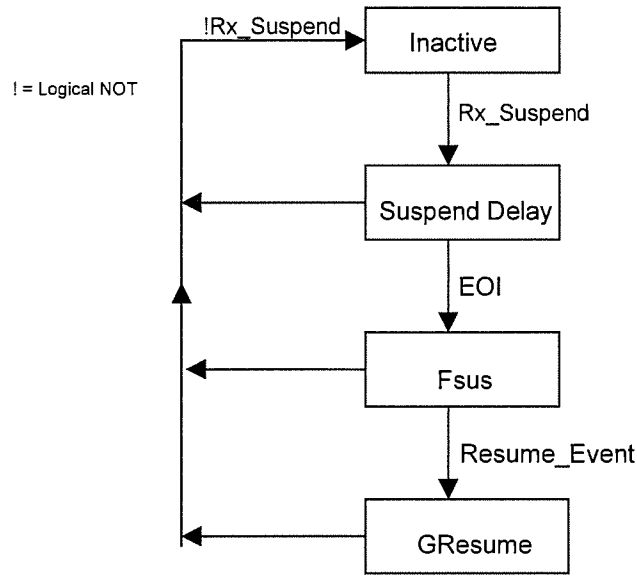 !Rx_Suspend
Inactive
! = Logical NOT
Rx_Suspend
Suspend Delay
EOI
Fsus
Resume_Event
GResume